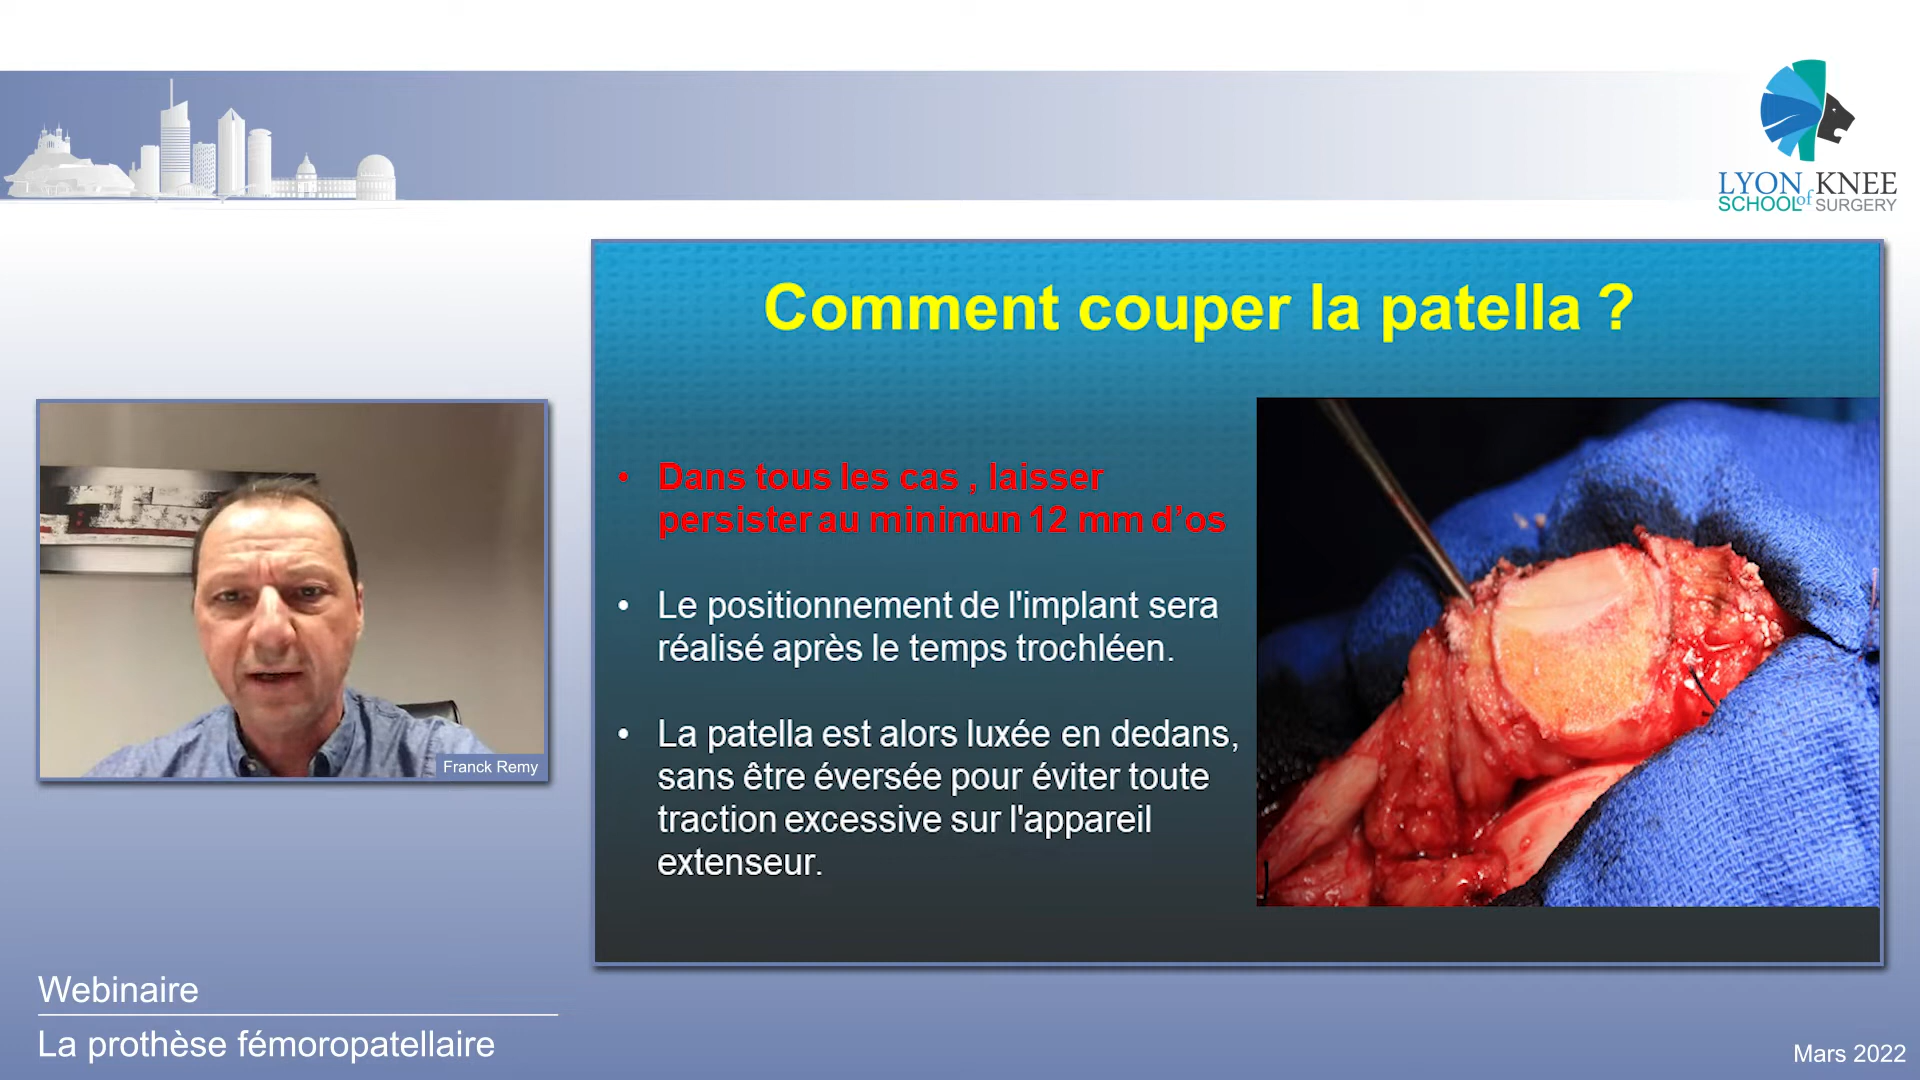 LYON KNEE
SCHOOL of SURGERY
Comment couper la patella ?
• Dans tous les cas , laisser
persister au minimun 12 mm d’os
• Le positionnement de l'implant sera
réalisé après le temps trochléen.
• La patella est alors luxée en dedans,
sans être éversée pour éviter toute
traction excessive sur l'appareil
extenseur.
Franck Remy
Webinaire
La prothèse fémoropatellaire
Mars 2022